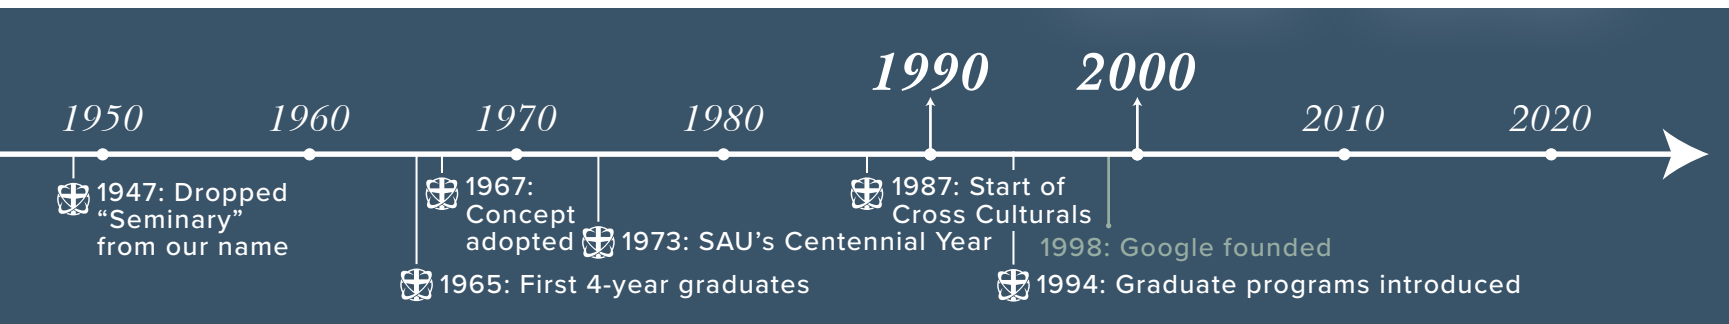 1950 1960 1970 1980 1990 2000 2010 2020
1947: Dropped
“Seminary”
from our name
1965: First 4-year graduates
1967:
Concept
adopted
1973: SAU’s Centennial Year
1987: Start of
Cross Culturals
1994: Graduate programs introduced
1998: Google founded